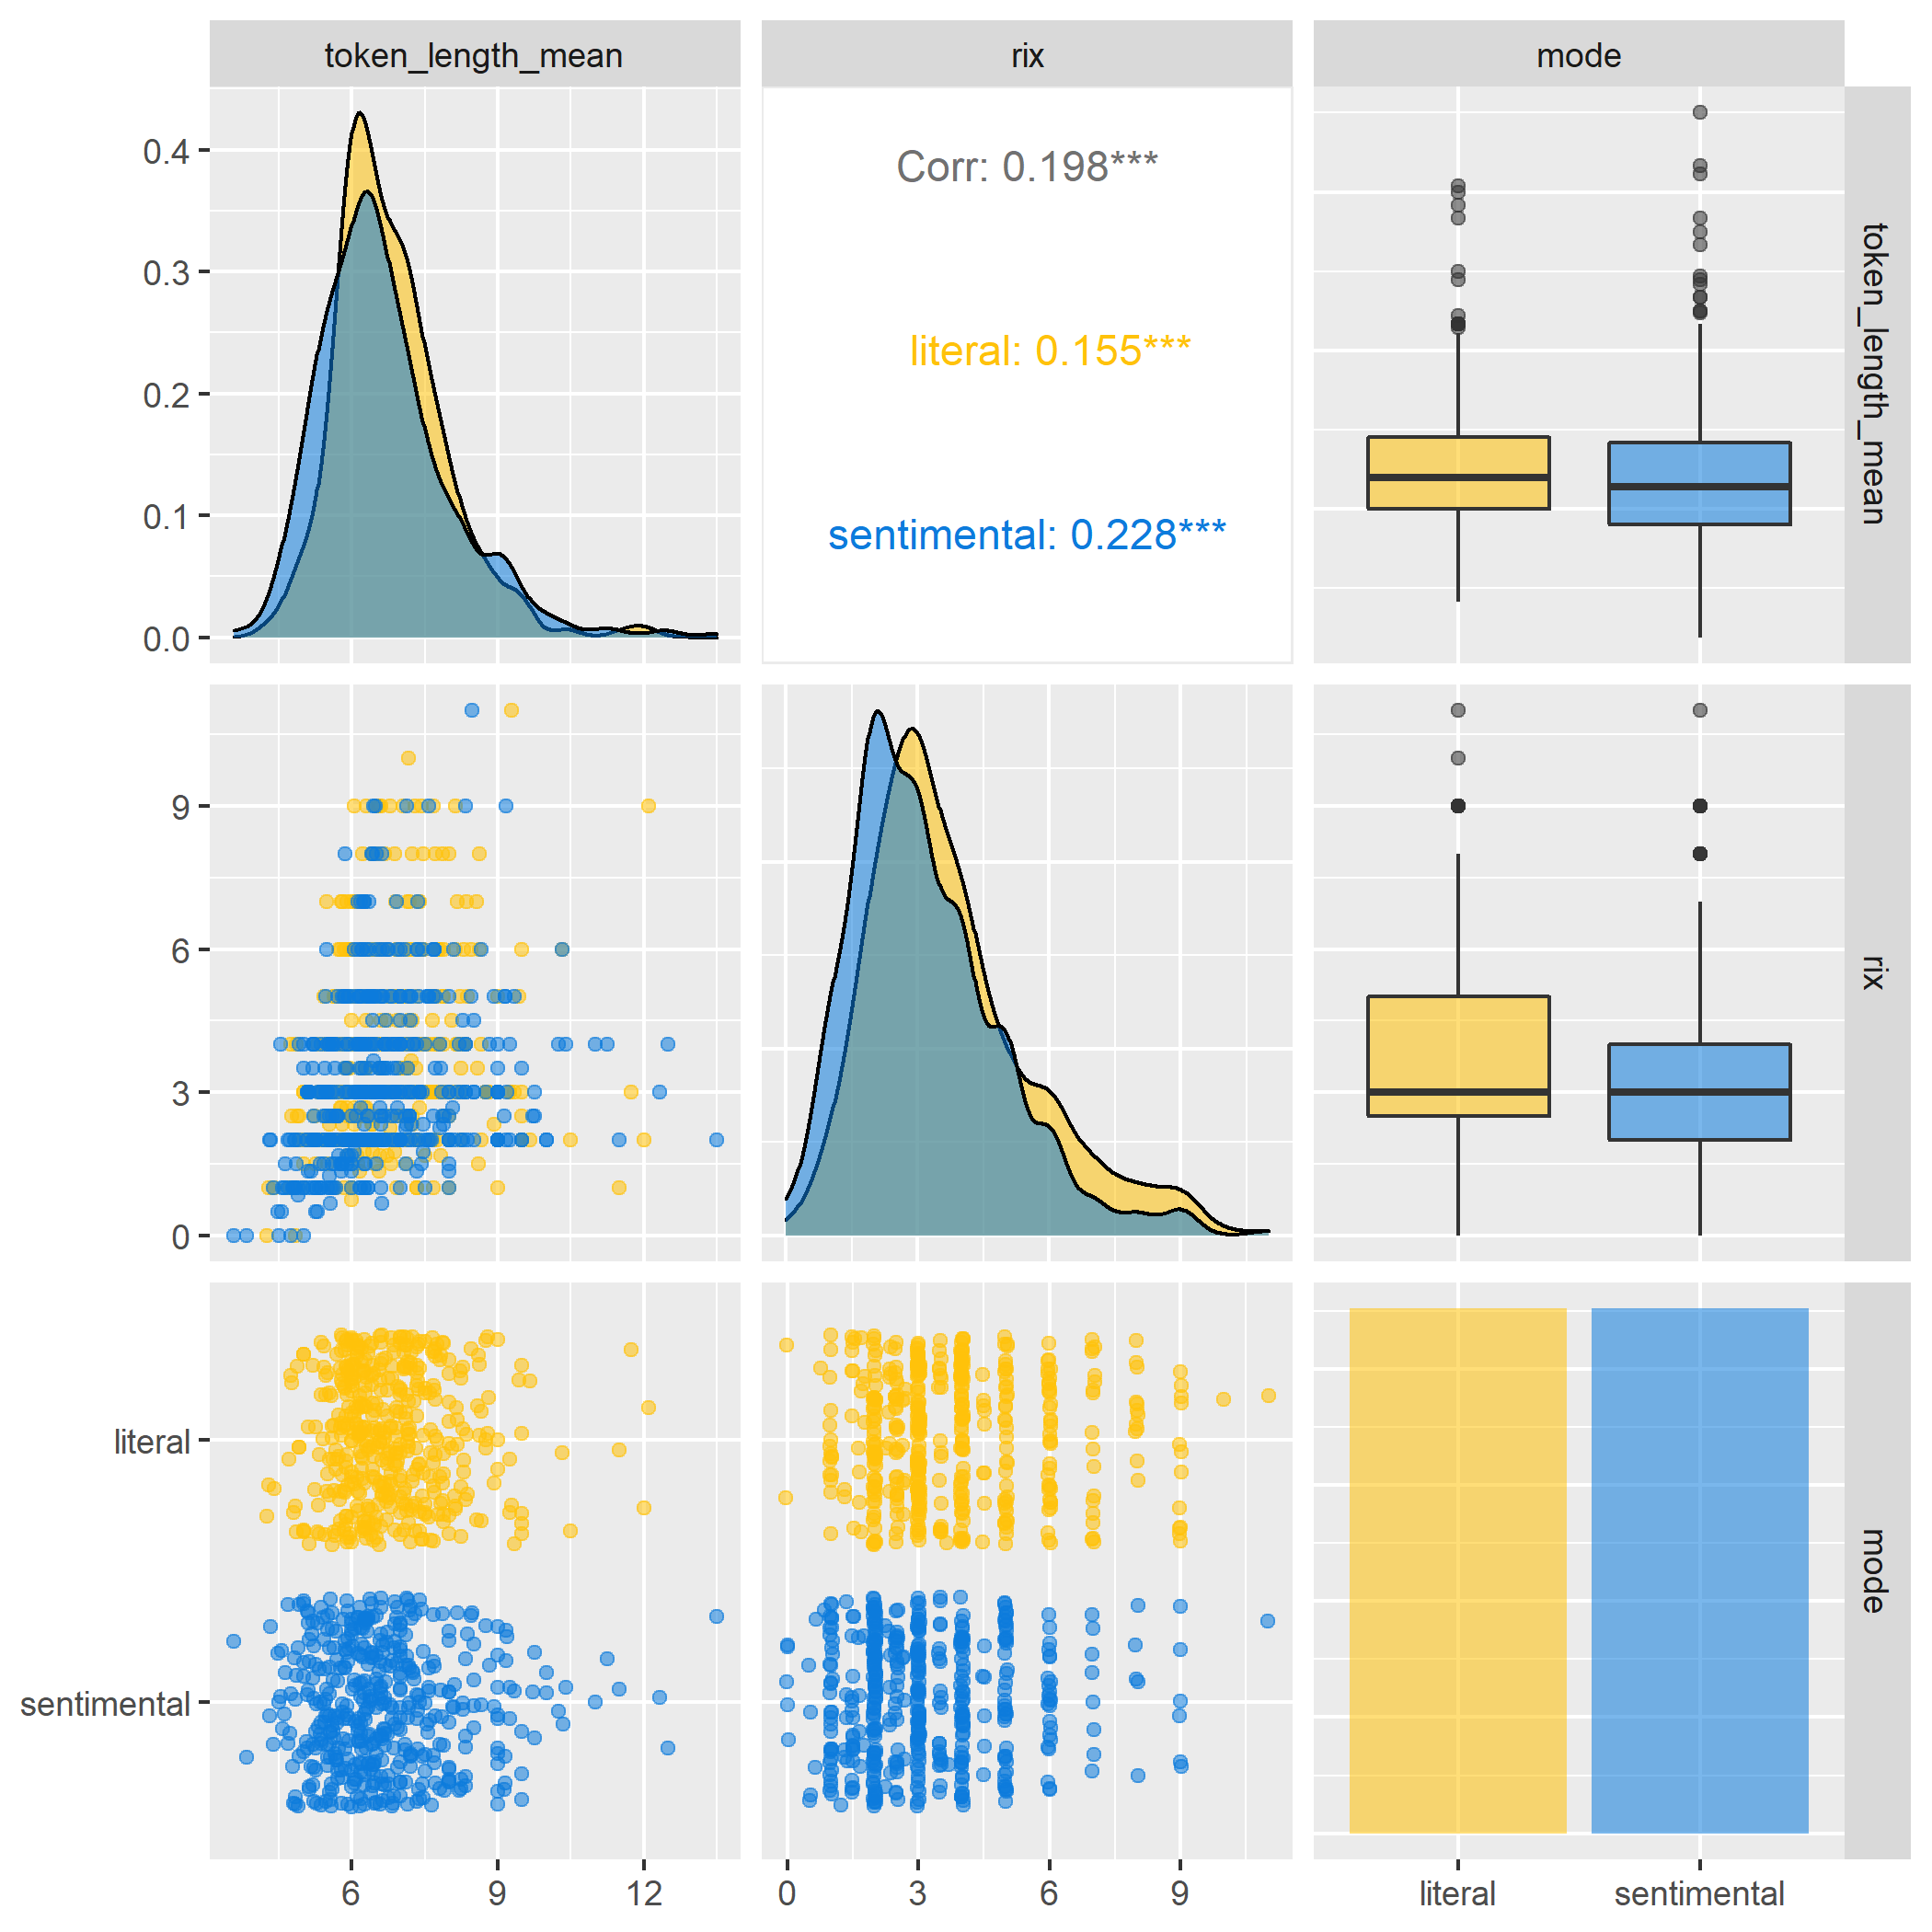 token_length_mean
rix
mode
0.4
0.3
0.2
0.1
0.0
Corr: 0.198***
literal: 0.155***
sentimental: 0.228***
token_length_mean
9
6
3
0
rix
literal
sentimental
mode
6 9 12
0 3 6 9
literal sentimental